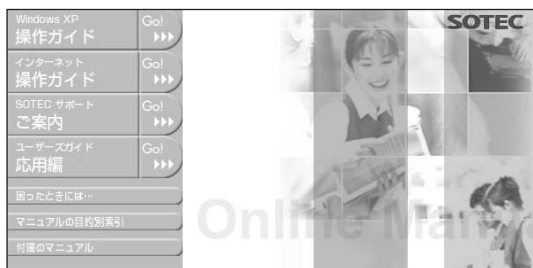 Windows XP
操作ガイド
Go!
インターネット
操作ガイド
Go!
SOTEC サポート
ご案内
Go!
ユーザーズガイド
応用編
Go!
困ったときには…
マニュアルの目的別索引
付属のマニュアル
SOTEC
Online Manua